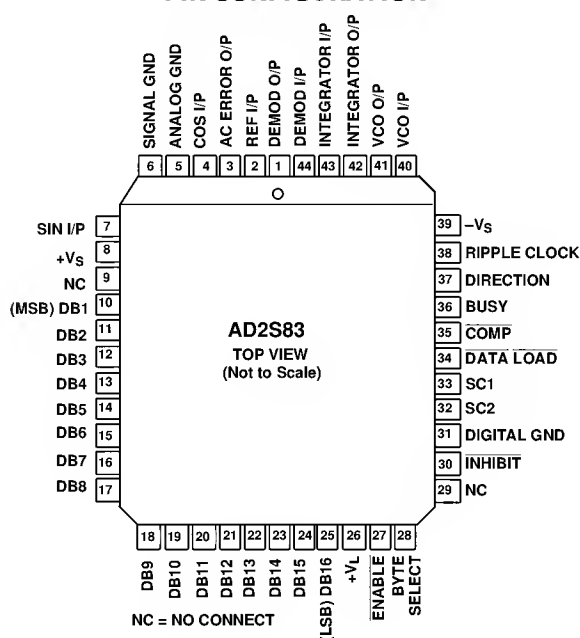 SIGNAL GND
ANALOG GND
COS I/P
AC ERROR O/P
REF I/P
DEMOD O/P
DEMOD I/P
INTEGRATOR I/P
INTEGRATOR O/P
VCO O/P
VCO I/P
6 5 4 3 2 1 44 43 42 41 40
SIN I/P 7
+VS 8
NC 9
(MSB) DB1 10
DB2 11
DB3 12
DB4 13
DB5 14
DB6 15
DB7 16
DB8 17
AD2S83
TOP VIEW
(Not to Scale)
39 –VS
38 RIPPLE CLOCK
37 DIRECTION
36 BUSY
35 COMP
34 DATA LOAD
33 SC1
32 SC2
31 DIGITAL GND
30 INHIBIT
29 NC
18 19 20 21 22 23 24 25 26 27 28
DB9
DB10
DB11
DB12
DB13
DB14
DB15
(LSB) DB16
+VL
ENABLE
BYTE
SELECT
NC = NO CONNECT